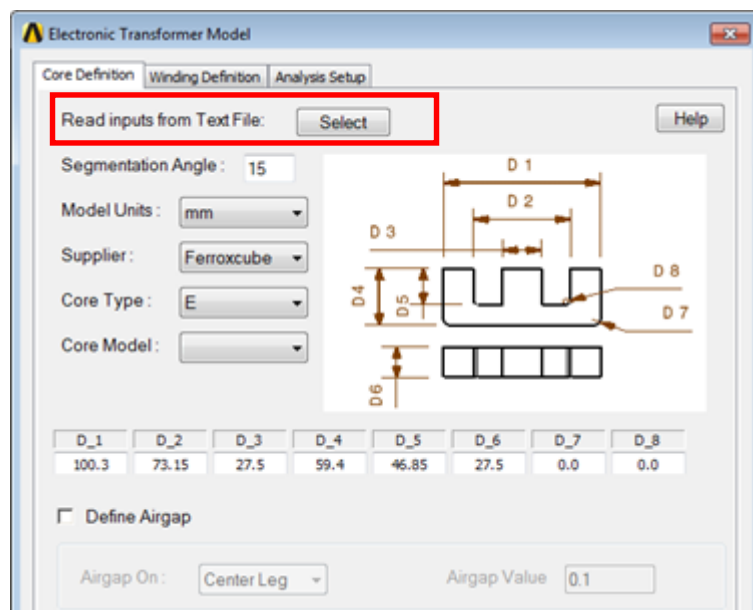 Electronic Transformer Model
Core Definition Winding Definition Analysis Setup
Read inputs from Text File: Select Help
Segmentation Angle : 15
Model Units : mm
Supplier : Ferroxcube
Core Type : E
Core Model :
D 1
D 2
D 3
D 8
D4
D5
D 7
D6
D_1 D_2 D_3 D_4 D_5 D_6 D_7 D_8
100.3 73.15 27.5 59.4 46.85 27.5 0.0 0.0
Define Airgap
Airgap On : Center Leg Airgap Value 0.1